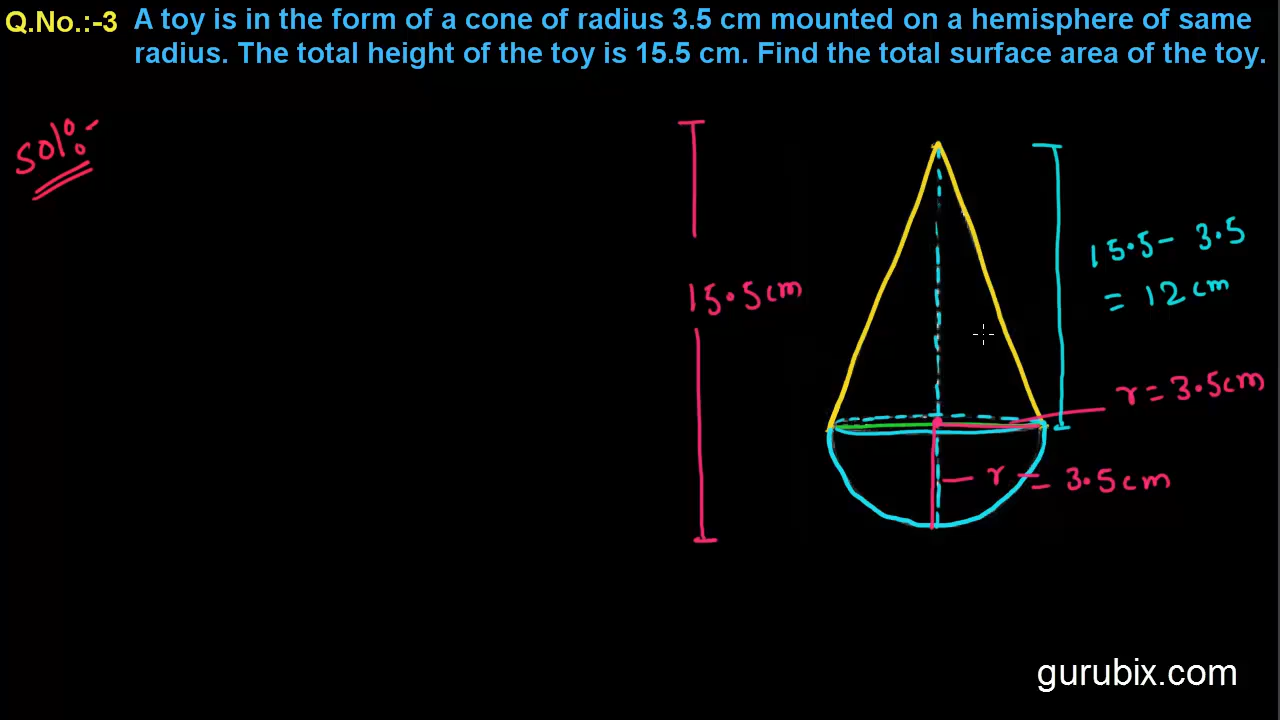 Q.No.:-3 A toy is in the form of a cone of radius 3.5 cm mounted on a hemisphere of same
radius. The total height of the toy is 15.5 cm. Find the total surface area of the toy.
Sol:-
15.5cm
15.5 - 3.5
= 12cm
r = 3.5cm
r = 3.5cm
gurubix.com